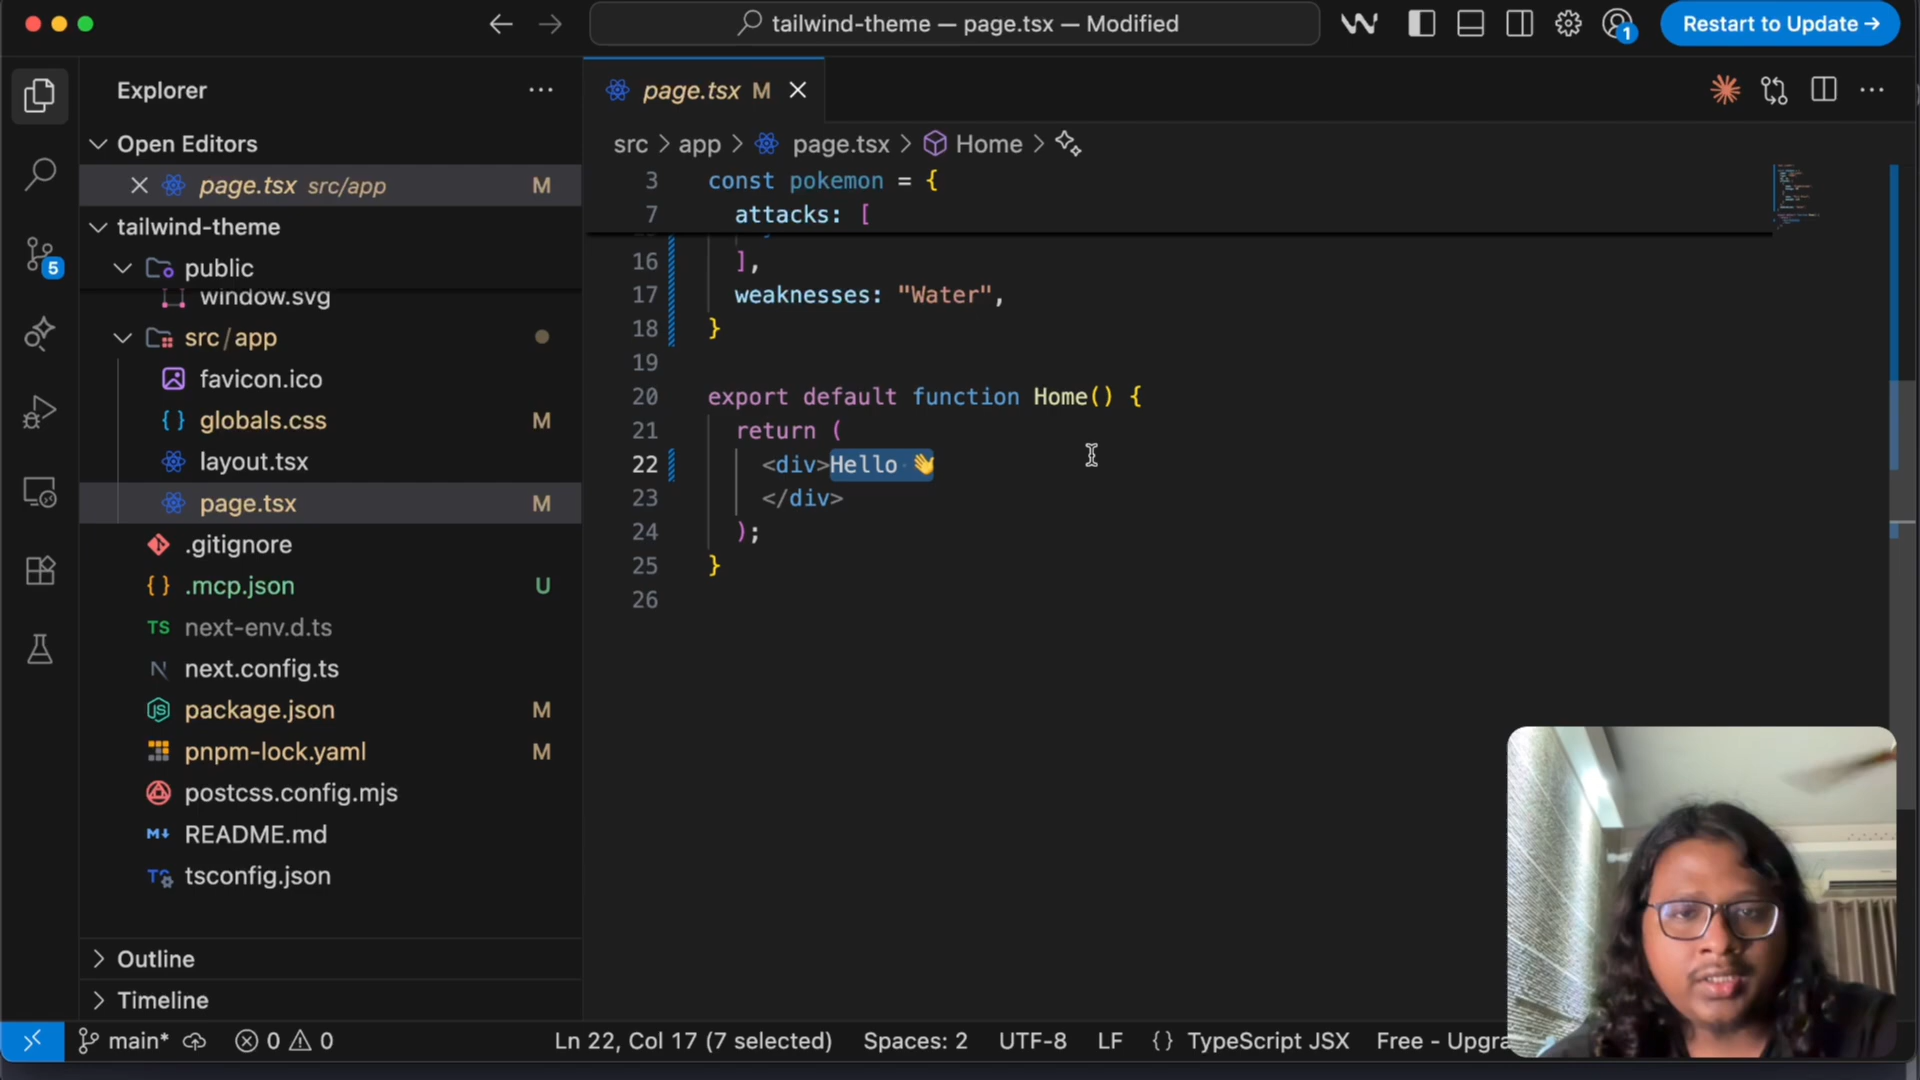 tailwind-theme — page.tsx — Modified
1
Restart to Update →
Explorer
page.tsx M
Open Editors
src > app > page.tsx > Home >
page.tsx src/app M
3 const pokemon = {
7 attacks: [
tailwind-theme
public
16 ],
window.svg
17 weaknesses: "Water",
18 }
src/app
19
favicon.ico
20 export default function Home() {
globals.css M
21 return (
layout.tsx
22 <div>Hello 👋
page.tsx M
23 </div>
24 );
.gitignore
25 }
.mcp.json U
26
TS next-env.d.ts
next.config.ts
package.json M
pnpm-lock.yaml M
postcss.config.mjs
README.md
tsconfig.json
5
Outline
Timeline
main* 0 0 Ln 22, Col 17 (7 selected) Spaces: 2 UTF-8 LF {} TypeScript JSX Free - Upgra